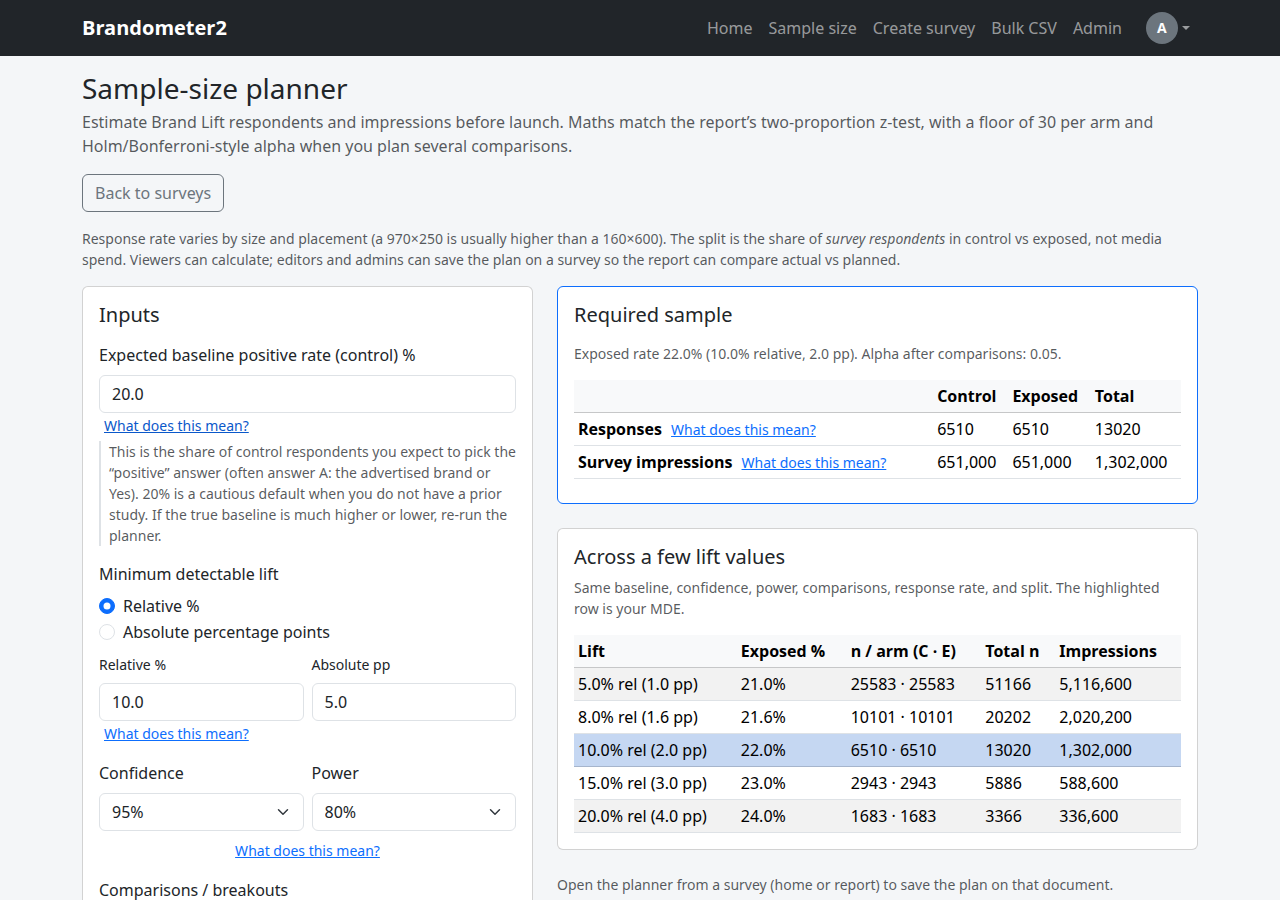 Brandometer2
Home Sample size Create survey Bulk CSV Admin A
Sample-size planner
Estimate Brand Lift respondents and impressions before launch. Maths match the report’s two-proportion z-test, with a floor of 30 per arm and
Holm/Bonferroni-style alpha when you plan several comparisons.
Back to surveys
Response rate varies by size and placement (a 970×250 is usually higher than a 160×600). The split is the share of survey respondents in control vs exposed, not media
spend. Viewers can calculate; editors and admins can save the plan on a survey so the report can compare actual vs planned.
Inputs
Expected baseline positive rate (control) %
20.0
What does this mean?
This is the share of control respondents you expect to pick the
“positive” answer (often answer A: the advertised brand or
Yes). 20% is a cautious default when you do not have a prior
study. If the true baseline is much higher or lower, re-run the
planner.
Minimum detectable lift
Relative %
Absolute percentage points
Relative % Absolute pp
10.0 5.0
What does this mean?
Confidence Power
95% 80%
What does this mean?
Comparisons / breakouts
Required sample
Exposed rate 22.0% (10.0% relative, 2.0 pp). Alpha after comparisons: 0.05.
Control Exposed Total
Responses What does this mean? 6510 6510 13020
Survey impressions What does this mean? 651,000 651,000 1,302,000
Across a few lift values
Same baseline, confidence, power, comparisons, response rate, and split. The highlighted
row is your MDE.
Lift Exposed % n / arm (C · E) Total n Impressions
5.0% rel (1.0 pp) 21.0% 25583 · 25583 51166 5,116,600
8.0% rel (1.6 pp) 21.6% 10101 · 10101 20202 2,020,200
10.0% rel (2.0 pp) 22.0% 6510 · 6510 13020 1,302,000
15.0% rel (3.0 pp) 23.0% 2943 · 2943 5886 588,600
20.0% rel (4.0 pp) 24.0% 1683 · 1683 3366 336,600
Open the planner from a survey (home or report) to save the plan on that document.